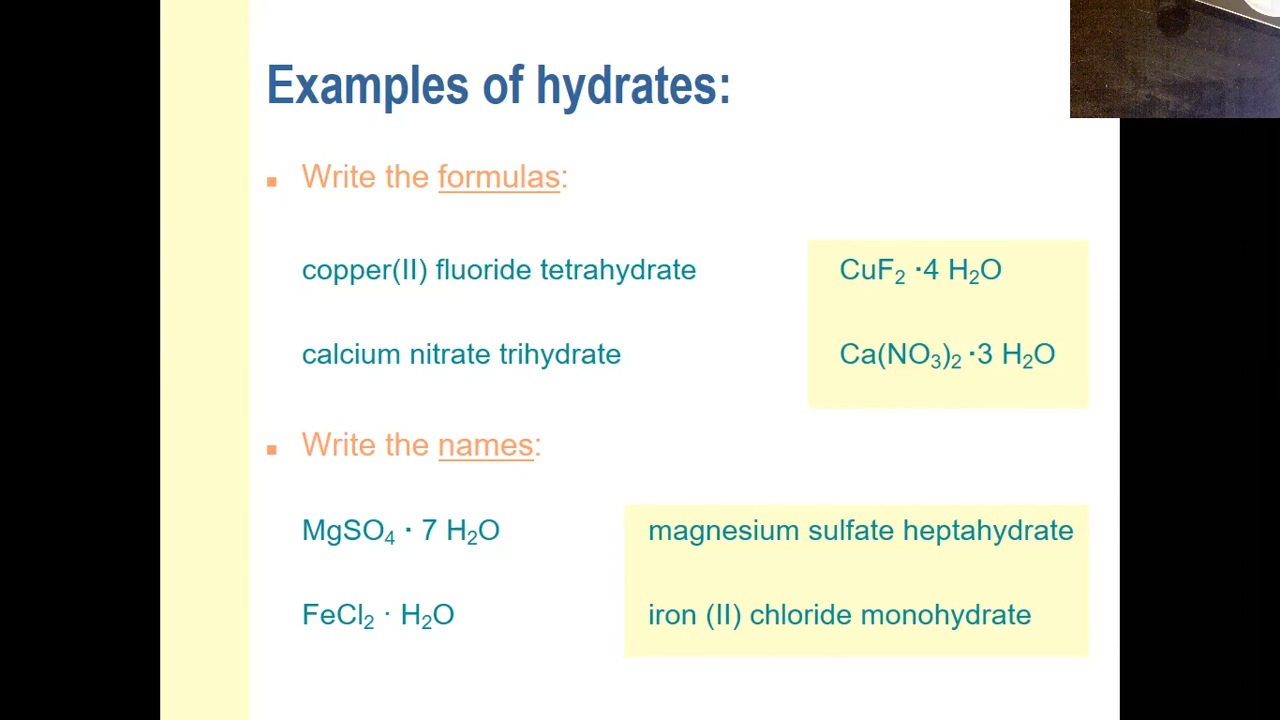 Examples of hydrates:
▪ Write the formulas:
copper(II) fluoride tetrahydrate CuF₂ ·4 H₂O
calcium nitrate trihydrate Ca(NO₃)₂ ·3 H₂O
▪ Write the names:
MgSO₄ · 7 H₂O magnesium sulfate heptahydrate
FeCl₂ · H₂O iron (II) chloride monohydrate